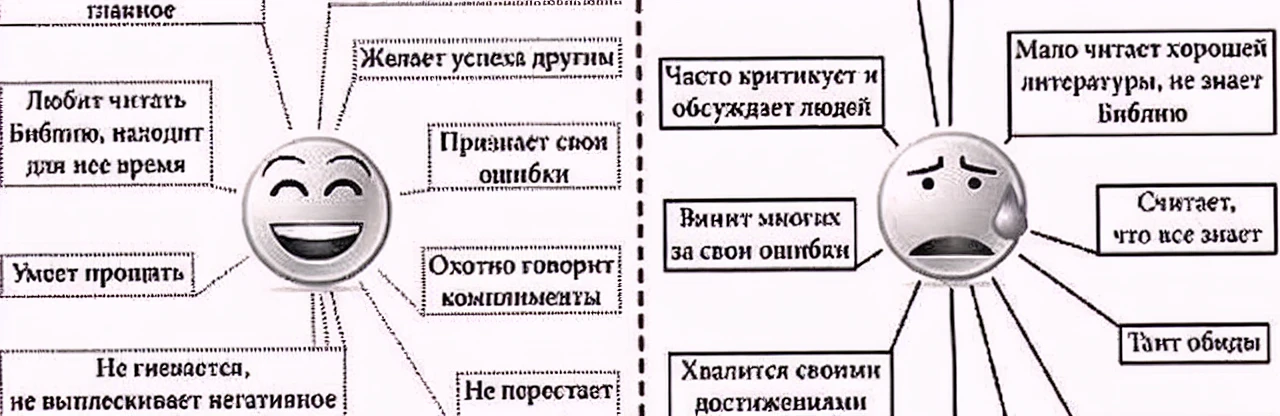 главное
Желает успеха другим
Любит читать
Библию, находит
для нее время
Признает свои
ошибки
Умеет прощать
Охотно говорит
комплименты
Не гневается,
не выплескивает негативное
Не перестает
Часто критикует и
обсуждает людей
Мало читает хорошей
литературы, не знает
Библию
Винит многих
за свои ошибки
Считает,
что все знает
Таит обиды
Хвалится своими
достижениями